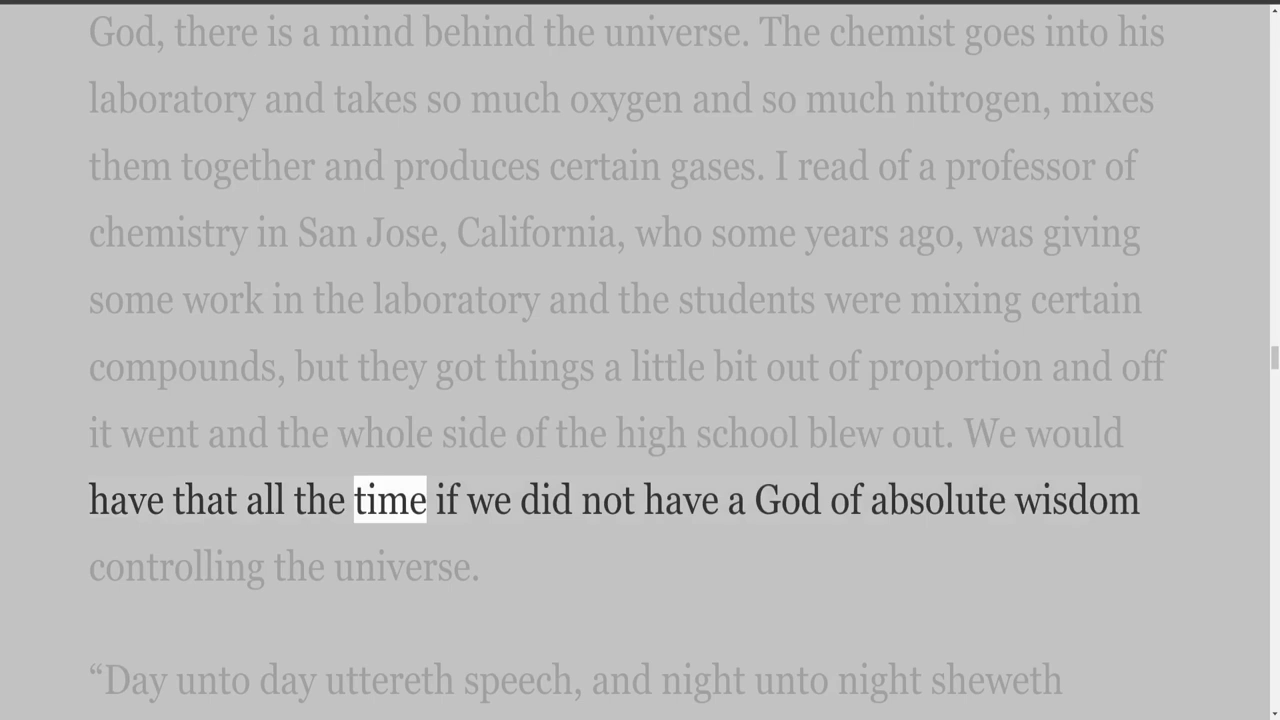 God, there is a mind behind the universe. The chemist goes into his
laboratory and takes so much oxygen and so much nitrogen, mixes
them together and produces certain gases. I read of a professor of
chemistry in San Jose, California, who some years ago, was giving
some work in the laboratory and the students were mixing certain
compounds, but they got things a little bit out of proportion and off
it went and the whole side of the high school blew out. We would
have that all the time if we did not have a God of absolute wisdom
controlling the universe.
“Day unto day uttereth speech, and night unto night sheweth